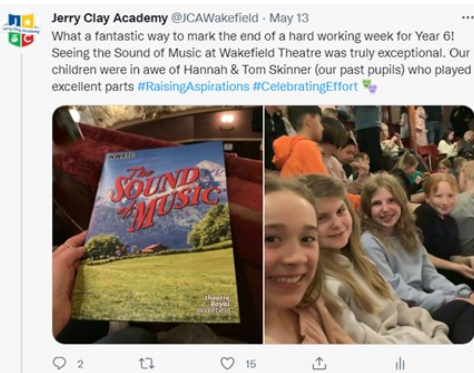 Jerry Clay Academy @JCAWakefield · May 13
What a fantastic way to mark the end of a hard working week for Year 6!
Seeing the Sound of Music at Wakefield Theatre was truly exceptional. Our
children were in awe of Hannah & Tom Skinner (our past pupils) who played
excellent parts #RaisingAspirations #CelebratingEffort
WWRTC
The
SOUND
of MUSIC
theatre
Royal
Wakefield
2
15